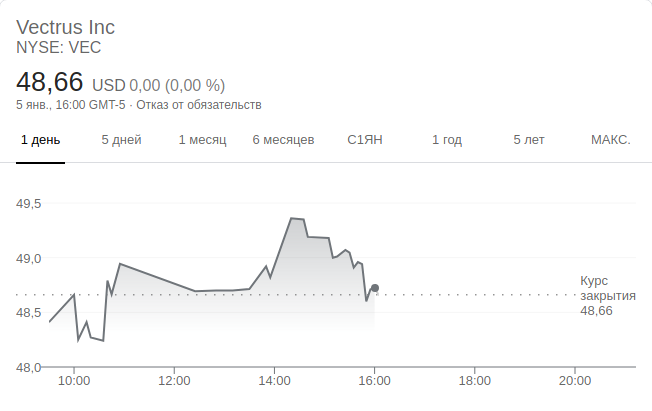 Vectrus Inc
NYSE: VEC
48,66 USD 0,00 (0,00 %)
5 янв., 16:00 GMT-5 · Отказ от обязательств
1 день 5 дней 1 месяц 6 месяцев С1ЯН 1 год 5 лет МАКС.
49,5
49,0
48,5
48,0
Курс
закрытия
48,66
10:00 12:00 14:00 16:00 18:00 20:00